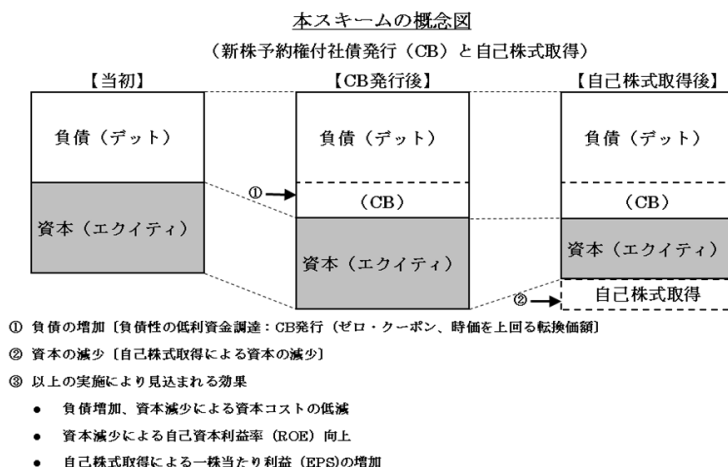 本スキームの概念図
（新株予約権付社債発行（CB）と自己株式取得）
【当初】
【CB発行後】
【自己株式取得後】
負債（デット）
負債（デット）
負債（デット）
①
（CB）
（CB）
資本（エクイティ）
資本（エクイティ）
資本（エクイティ）
②
自己株式取得
① 負債の増加〔負債性の低利資金調達：CB発行（ゼロ・クーポン、時価を上回る転換価額〕
② 資本の減少〔自己株式取得による資本の減少〕
③ 以上の実施により見込まれる効果
● 負債増加、資本減少による資本コストの低減
● 資本減少による自己資本利益率（ROE）向上
● 自己株式取得による一株当たり利益（EPS)の増加